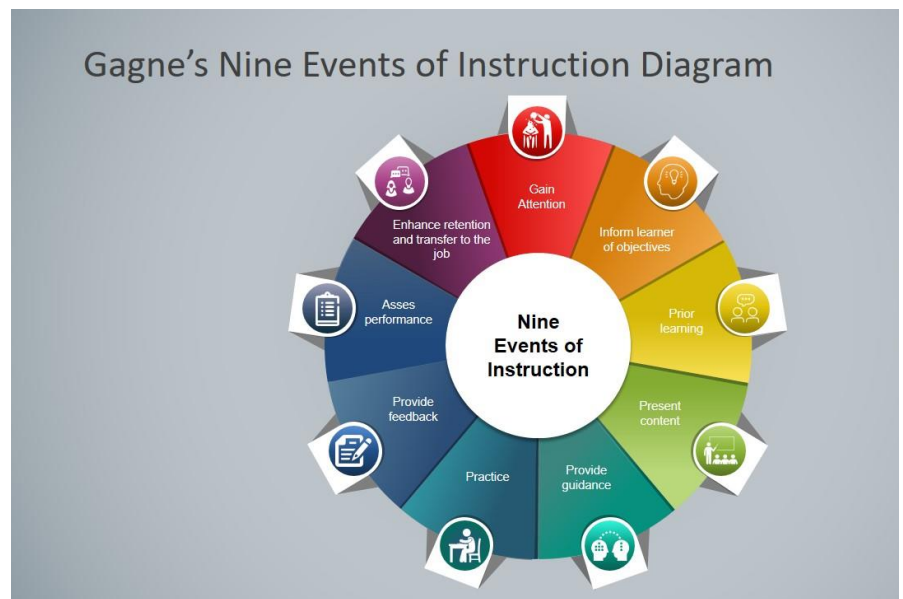 Gagne's Nine Events of Instruction Diagram
Gain
Attention
Inform learner
of objectives
Prior
learning
Present
content
Provide
guidance
Practice
Provide
feedback
Asses
performance
Enhance retention
and transfer to the
job
Nine
Events of
Instruction